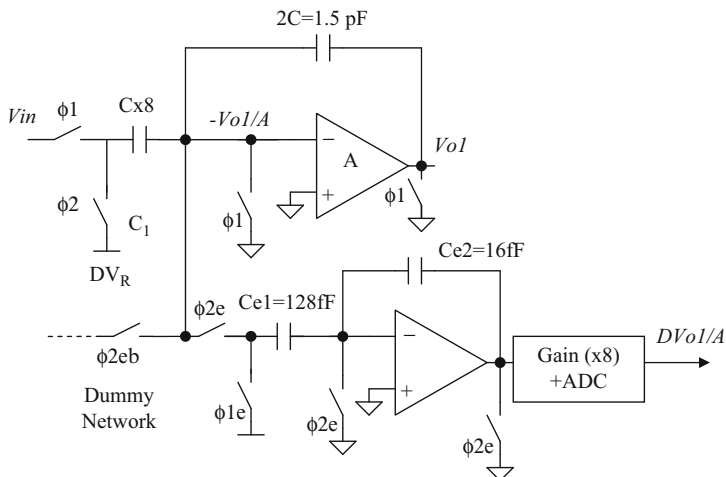 2C=1.5 pF
Vin
ϕ1
Cx8
-Vo1/A
A
Vo1
ϕ2
C₁
ϕ1
ϕ1
DV_R
Ce2=16fF
Ce1=128fF
ϕ2e
ϕ2eb
Dummy
Network
ϕ1e
ϕ2e
ϕ2e
Gain (x8)
+ADC
DVo1/A